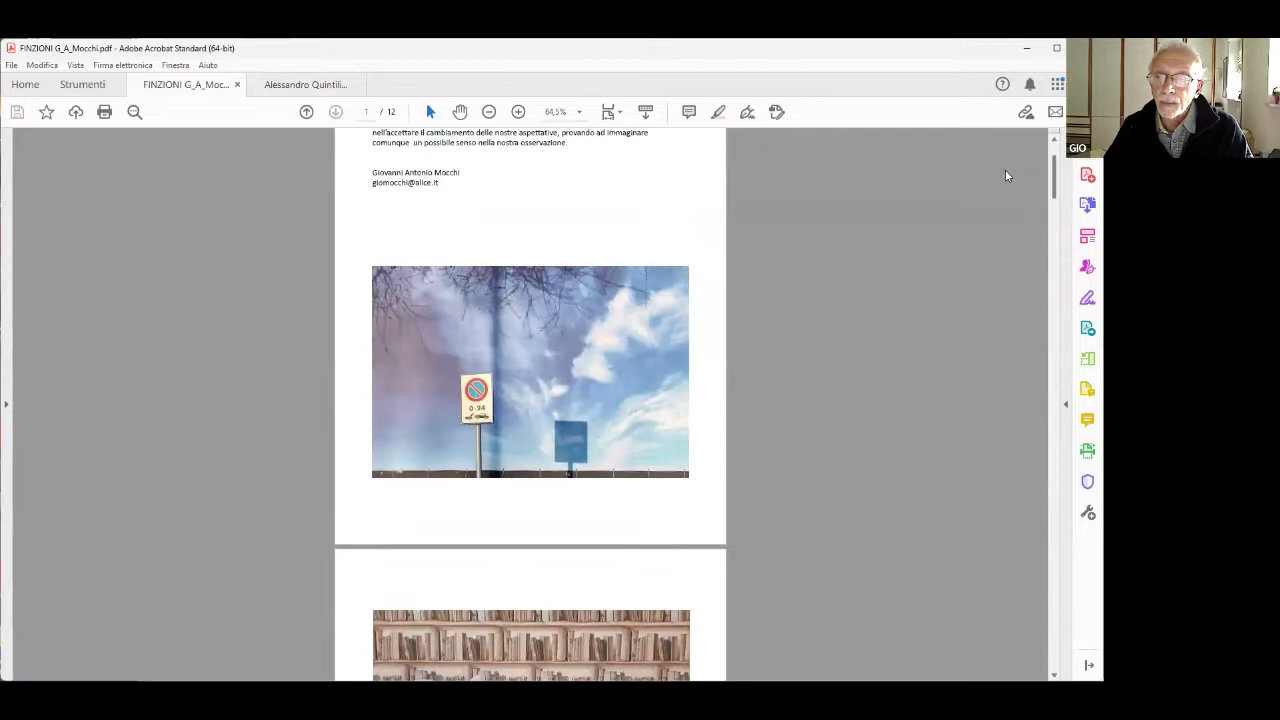 FINZIONI G_A_Mocchi.pdf - Adobe Acrobat Standard (64-bit)
File Modifica Vista Firma elettronica Finestra Aiuto
Home Strumenti FINZIONI G_A_Moc... × Alessandro Quintili...
1 / 12 64,5%
GIO
nell'accettare il cambiamento delle nostre aspettative, provando ad immaginare
comunque un possibile senso nella nostra osservazione.
Giovanni Antonio Mocchi
giomocchi@alice.it
0-24